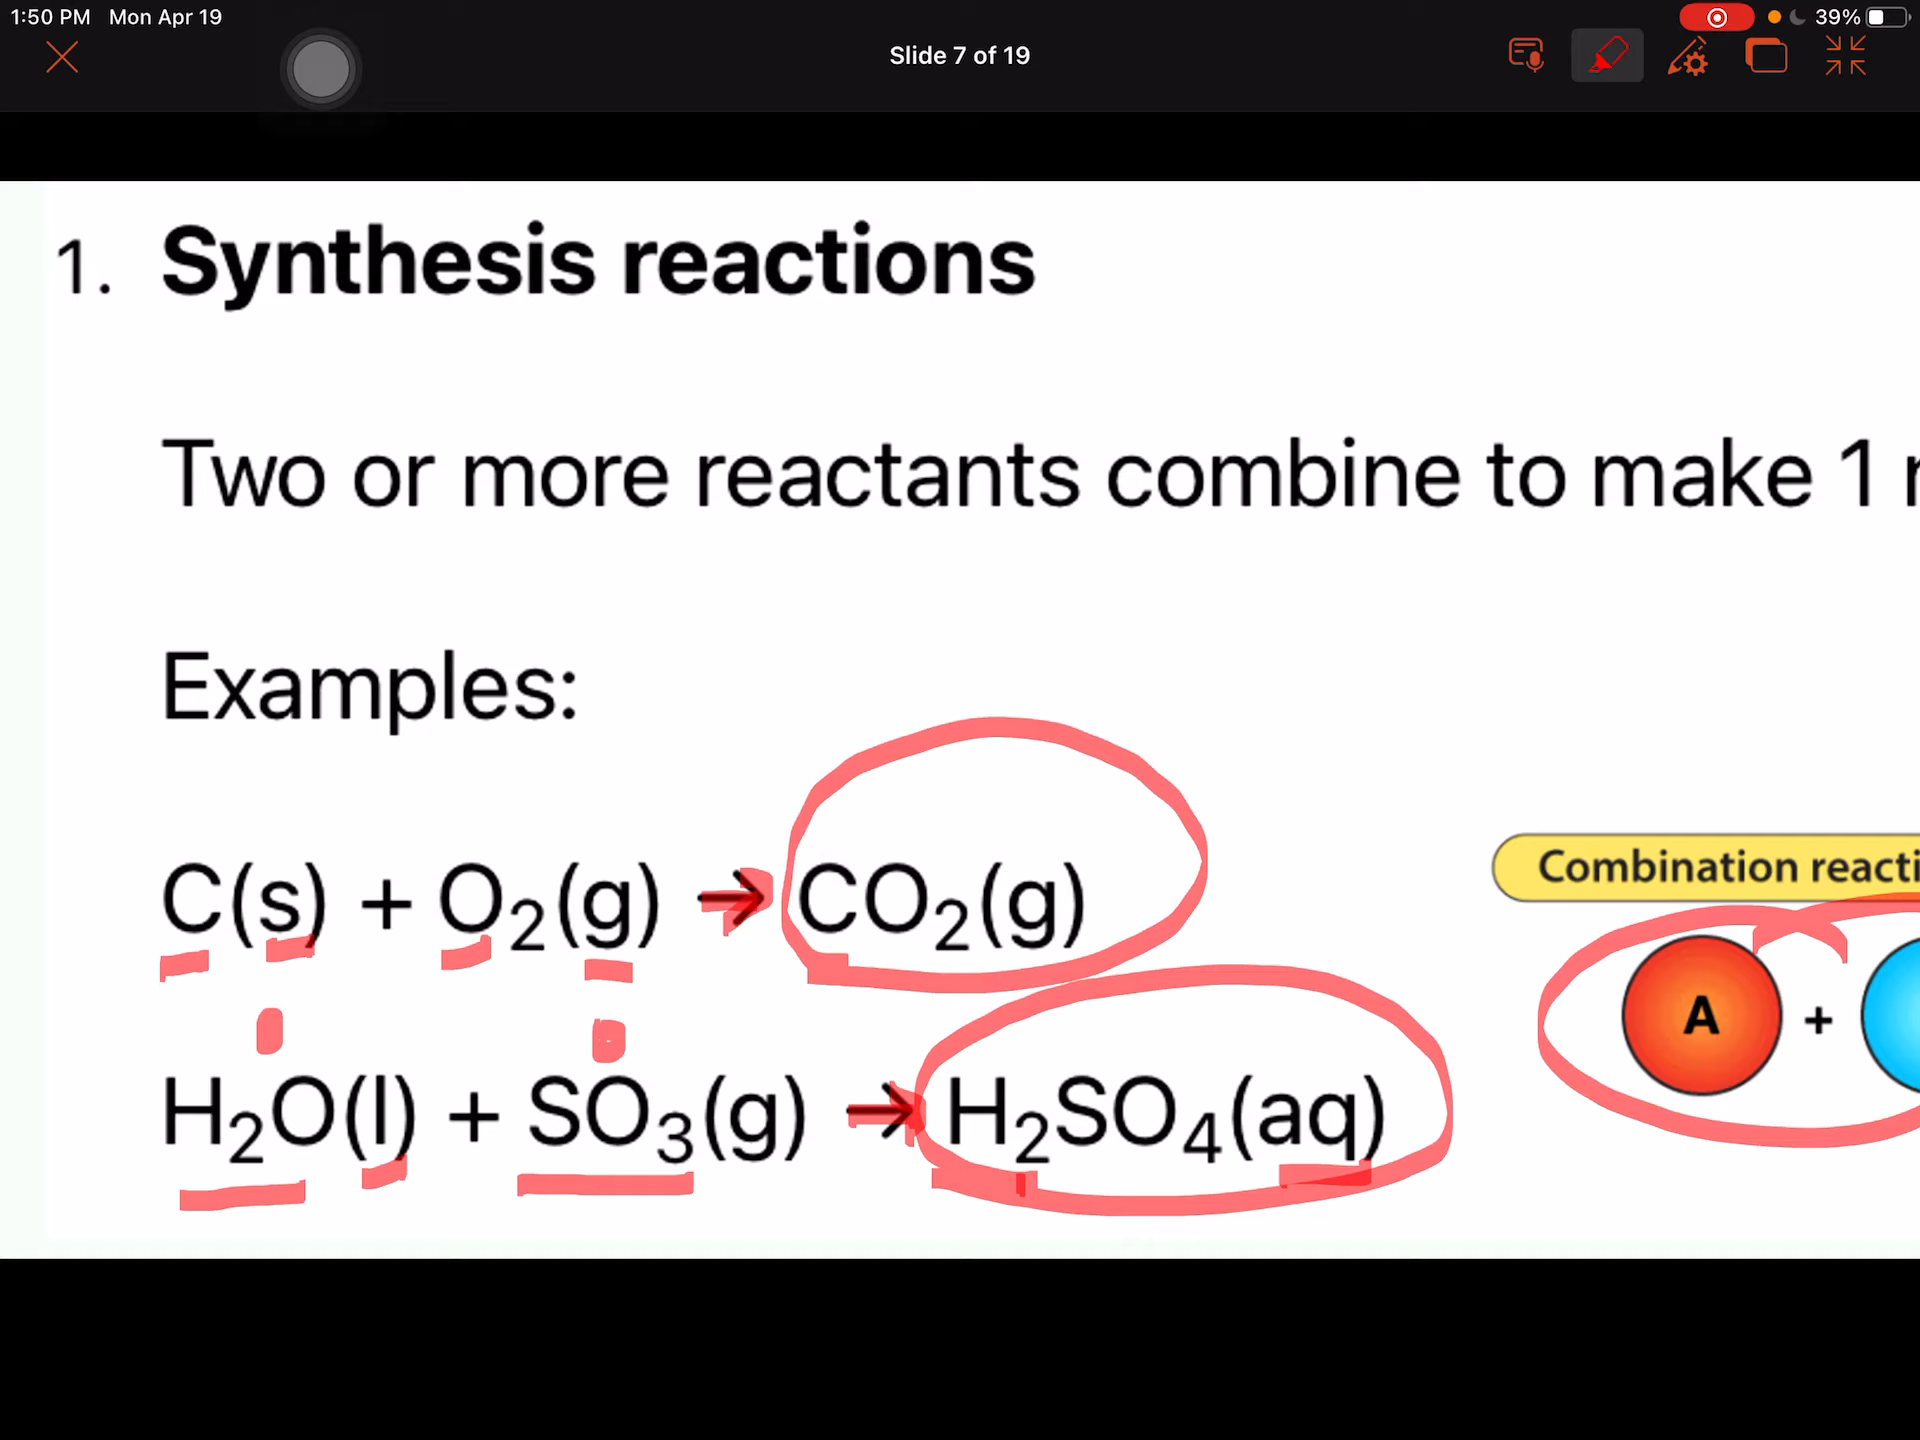 1:50 PM Mon Apr 19
39%
Slide 7 of 19
1. Synthesis reactions
Two or more reactants combine to make 1
Examples:
C(s) + O₂(g) → CO₂(g)
Combination
A +
H₂O(l) + SO₃(g) → H₂SO₄(aq)